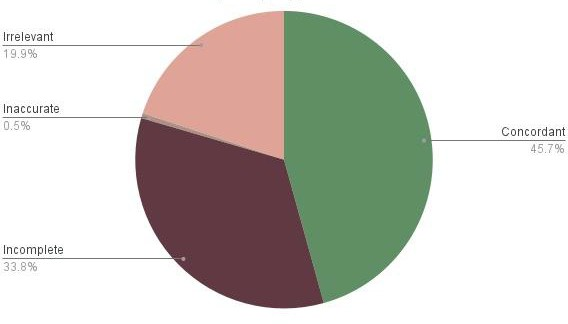 Irrelevant
19.9%
Inaccurate
0.5%
Concordant
45.7%
Incomplete
33.8%